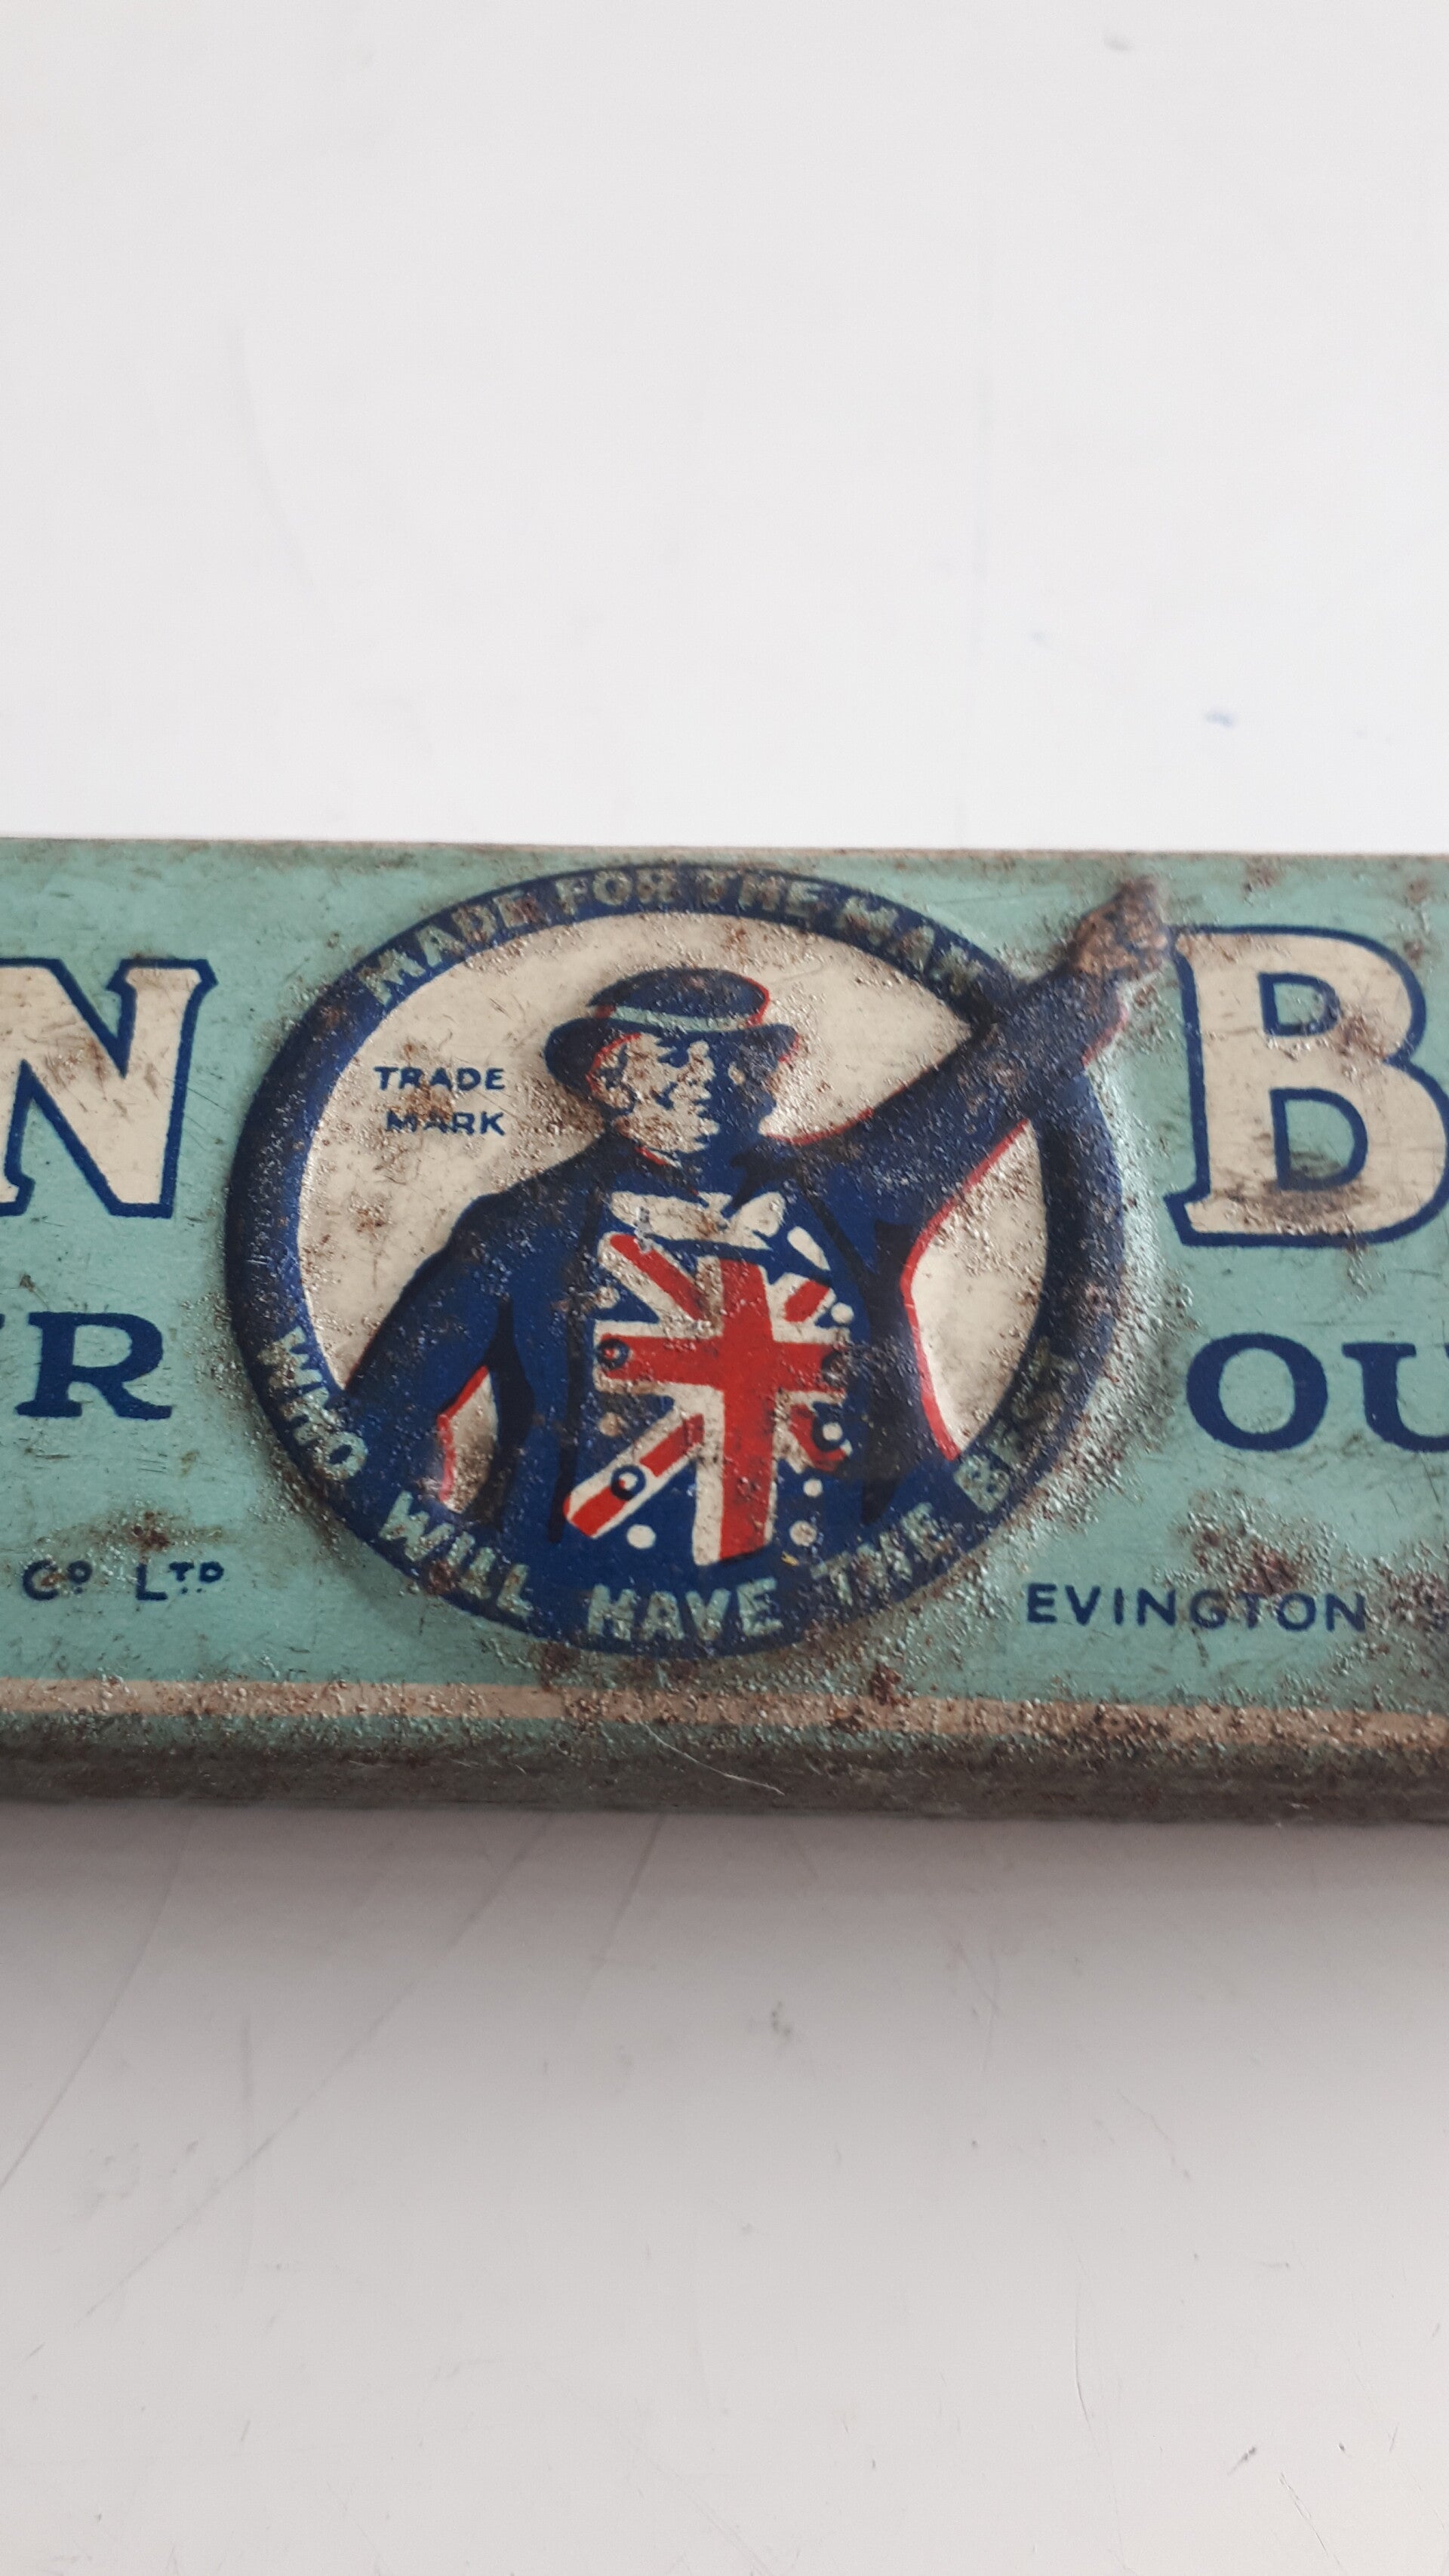 MADE FOR THE MAN
N
B
TRADE
MARK
R
OU
WHO WILL HAVE THE BEST
Cº LTD
EVINGTON